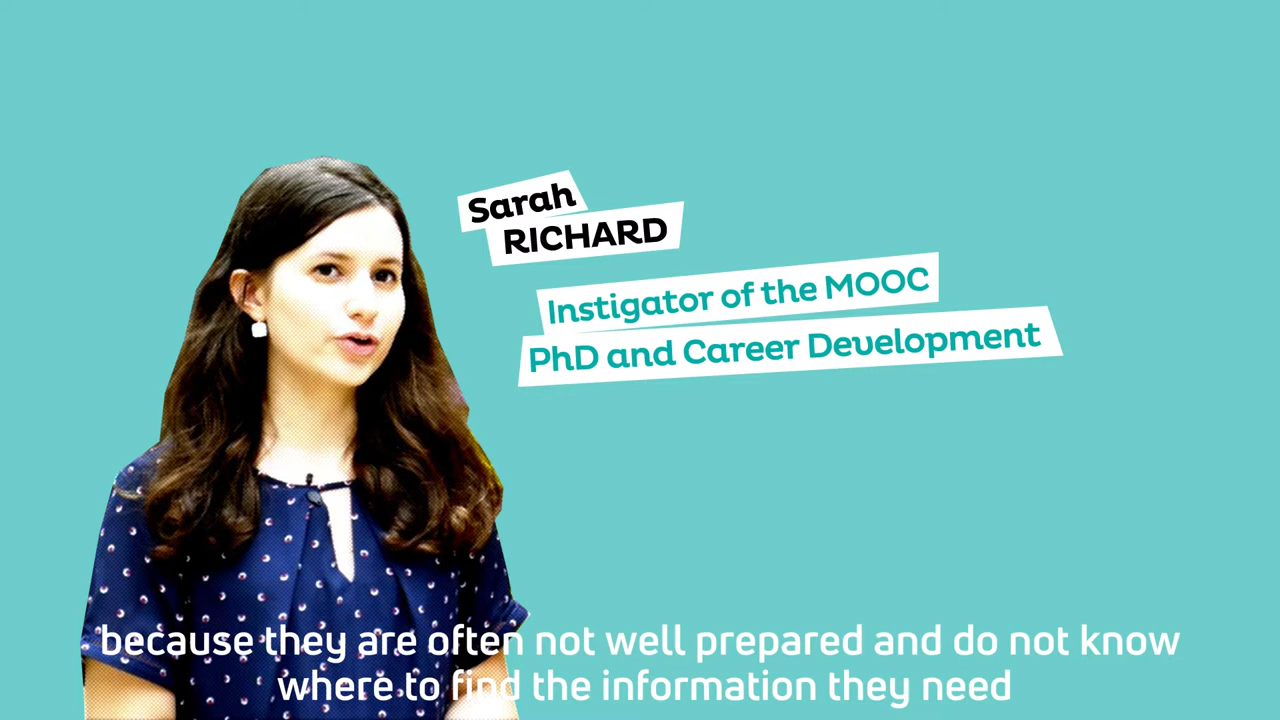 Sarah
RICHARD
Instigator of the MOOC
PhD and Career Development
because they are often not well prepared and do not know
where to find the information they need